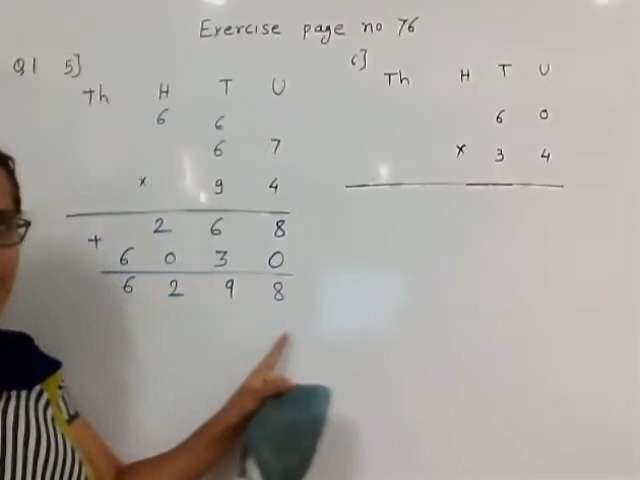 Exercise page no 76
Q1 5]
Th H T U
6 6
6 7
x 9 4
2 6 8
+ 6 0 3 0
6 2 9 8
6]
Th H T U
6 0
x 3 4